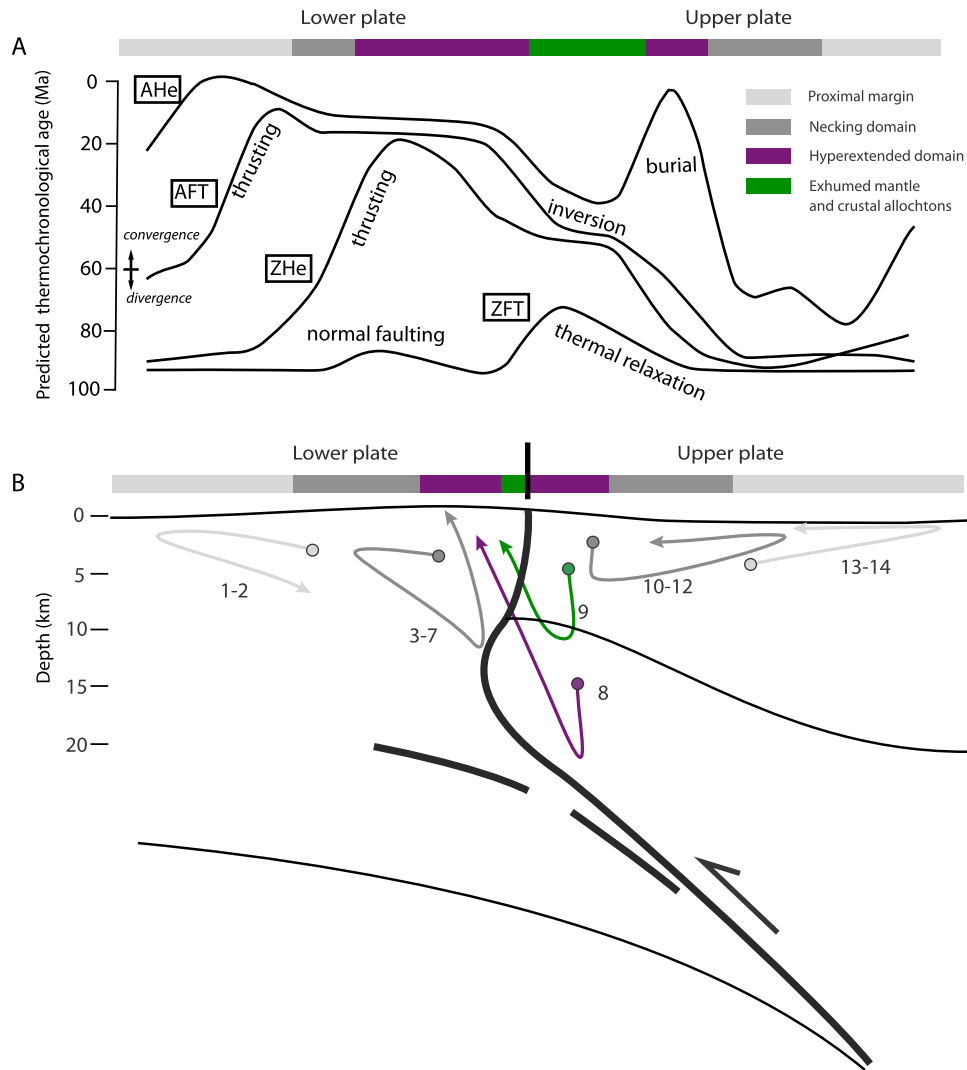 Lower plate
Upper plate
A
Predicted thermochronological age (Ma)
0
20
40
60
80
100
AHe
AFT
ZHe
ZFT
thrusting
thrusting
convergence
divergence
normal faulting
inversion
burial
thermal relaxation
Proximal margin
Necking domain
Hyperextended domain
Exhumed mantle
and crustal allochtons
Lower plate
Upper plate
B
Depth (km)
0
5
10
15
20
1-2
3-7
9
8
10-12
13-14